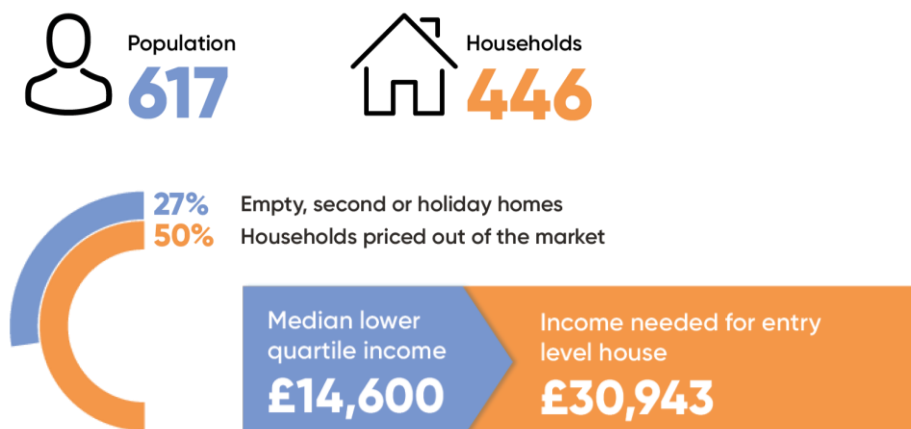 Population
617
Households
446
27% Empty, second or holiday homes
50% Households priced out of the market
Median lower
quartile income
£14,600
Income needed for entry
level house
£30,943